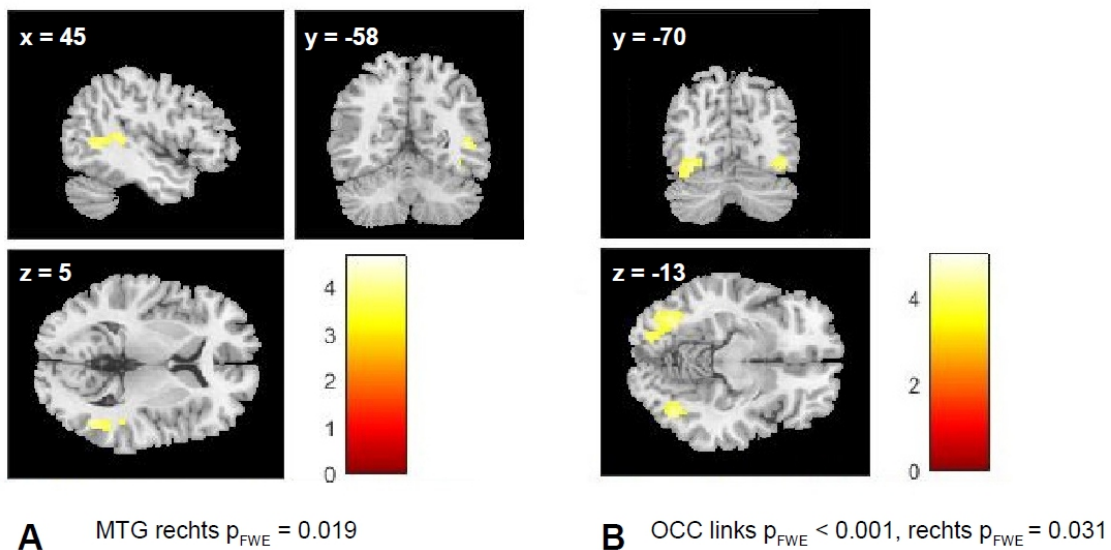 x = 45
y = -58
z = 5
4
3
2
1
0
A MTG rechts pFWE = 0.019
y = -70
z = -13
4
2
0
B OCC links pFWE < 0.001, rechts pFWE = 0.031